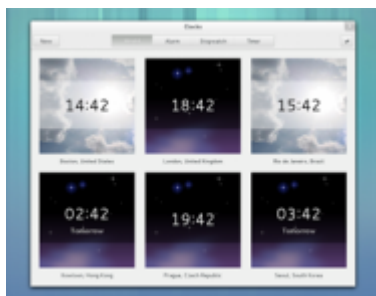 Clocks
New World Alarm Stopwatch Timer
14:42 18:42 15:42
Boston, United States London, United Kingdom Rio de Janeiro, Brazil
02:42 19:42 03:42
Tomorrow Tomorrow
Kowloon, Hong Kong Prague, Czech Republic Seoul, South Korea